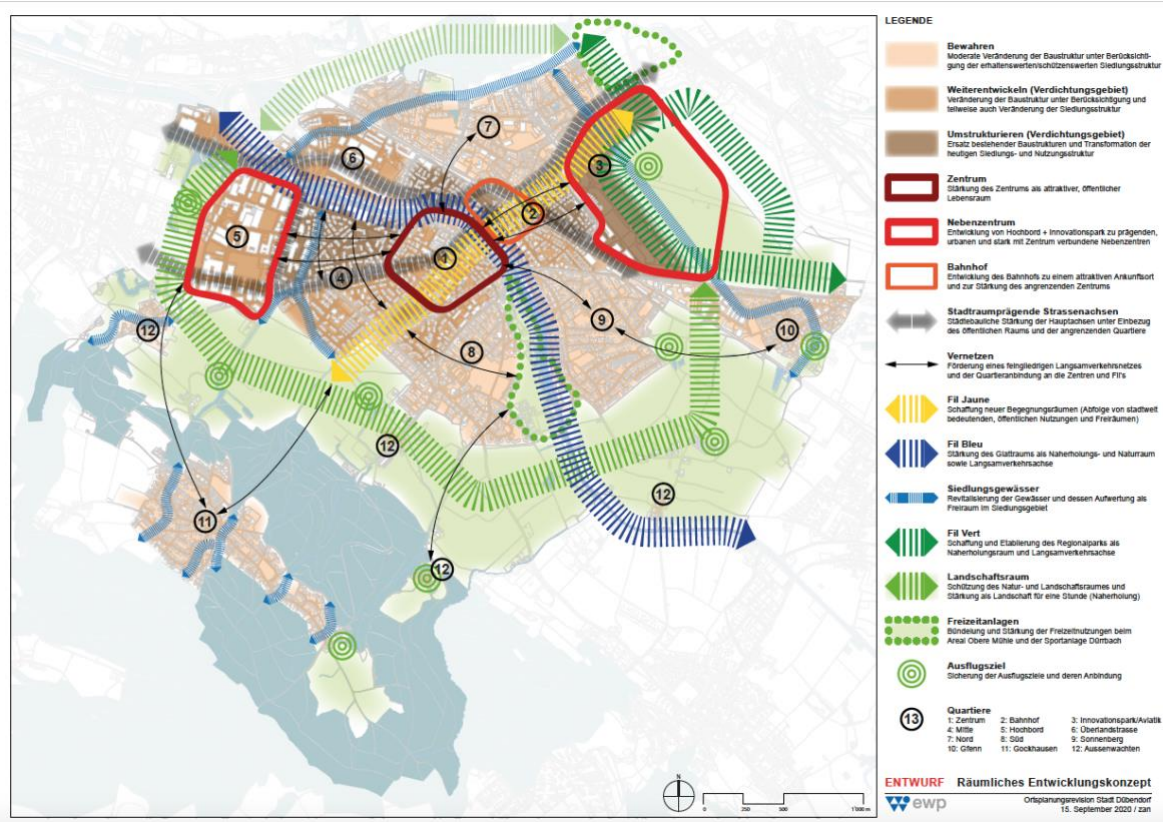 LEGENDE
Bewahren
Moderate Veränderung der Baustruktur unter Berücksichti-
gung der erhaltenswerten/schützenswerten Siedlungsstruktur
Weiterentwickeln (Verdichtungsgebiet)
Veränderung der Baustruktur unter Berücksichtigung und
teilweise auch Veränderung der Siedlungsstruktur
Umstrukturieren (Verdichtungsgebiet)
Ersatz bestehender Baustrukturen und Transformation der
heutigen Siedlungs- und Nutzungsstruktur
Zentrum
Stärkung des Zentrums als attraktiver, öffentlicher
Lebensraum
Nebenzentrum
Entwicklung von Hochbord + Innovationspark zu prägenden,
urbanen und stark mit Zentrum verbundene Nebenzentren
Bahnhof
Entwicklung des Bahnhofs zu einem attraktiven Ankunftsort
und zur Stärkung des angrenzenden Zentrums
Stadtraumprägende Strassenachsen
Städtebauliche Stärkung der Hauptachsen unter Einbezug
des öffentlichen Raums und der angrenzenden Quartiere
Vernetzen
Förderung eines feingliedrigen Langsamverkehrsnetzes
und der Quartieranbindung an die Zentren und Fil's
Fil Jaune
Schaffung neuer Begegnungsräume (Abfolge von stadtweit
bedeutenden, öffentlichen Nutzungen und Freiräumen)
Fil Bleu
Stärkung des Glattraums als Naherholungs- und Naturraum
sowie Langsamverkehrsachse
Siedlungsgewässer
Revitalisierung der Gewässer und dessen Aufwertung als
Freiraum im Siedlungsgebiet
Fil Vert
Schaffung und Etablierung des Regionalparks als
Naherholungsraum und Langsamverkehrsachse
Landschaftsraum
Schützung des Natur- und Landschaftsraumes und
Stärkung als Landschaft für eine Stunde (Naherholung)
Freizeitanlagen
Bündelung und Stärkung der Freizeitnutzungen beim
Areal Obere Mühle und der Sportanlage Dürrbach
Ausflugsziel
Sicherung der Ausflugsziele und deren Anbindung
13
Quartiere
1: Zentrum 2: Bahnhof 3: Innovationspark/Aviatik
4: Mitte 5: Hochbord 6: Überlandstrasse
7: Nord 8: Süd 9: Sonnenberg
10: Gfenn 11: Gockhausen 12: Aussenwachten
ENTWURF Räumliches Entwicklungskonzept
ewp
Ortsplanungsrevision Stadt Dübendorf
15. September 2020 / zan
7
6
3
2
5
1
4
12
9
10
8
12
12
11
12
N
0 250 500 1'000 m